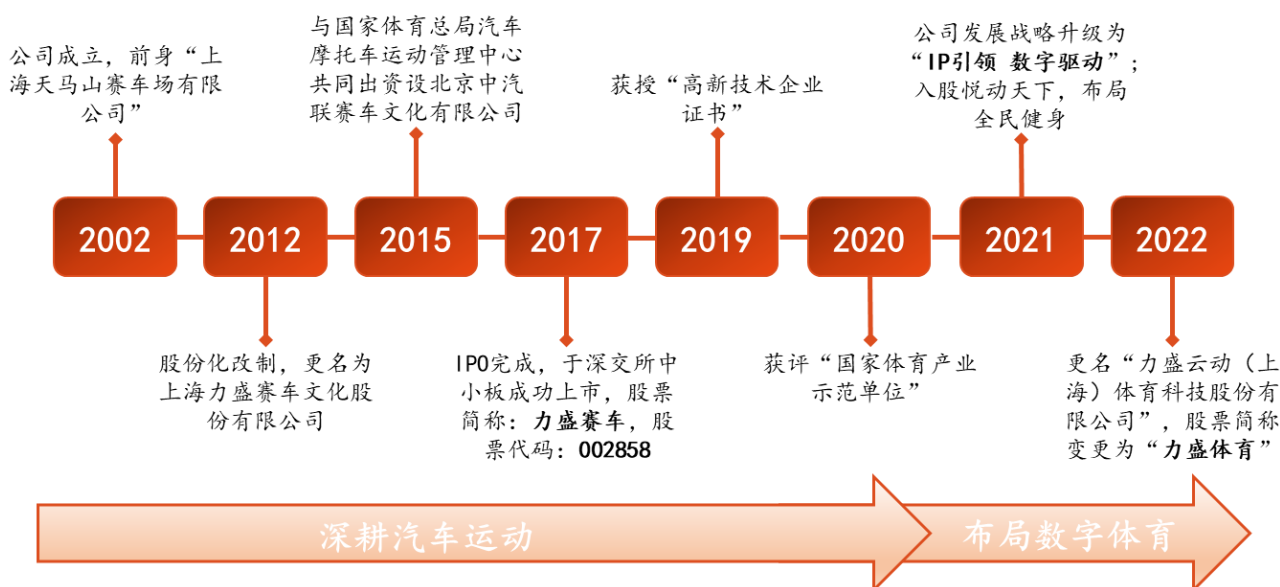 公司成立，前身“上
海天马山赛车场有限
公司”
与国家体育总局汽车
摩托车运动管理中心
共同出资设北京中汽
联赛车文化有限公司
获授“高新技术企业
证书”
公司发展战略升级为
“IP引领 数字驱动”；
入股悦动天下，布局
全民健身
2002
2012
2015
2017
2019
2020
2021
2022
股份化改制，更名为
上海力盛赛车文化股
份有限公司
IPO完成，于深交所中
小板成功上市，股票
简称：力盛赛车，股
票代码：002858
获评“国家体育产业
示范单位”
更名“力盛云动（上
海）体育科技股份有
限公司”，股票简称
变更为“力盛体育”
深耕汽车运动
布局数字体育